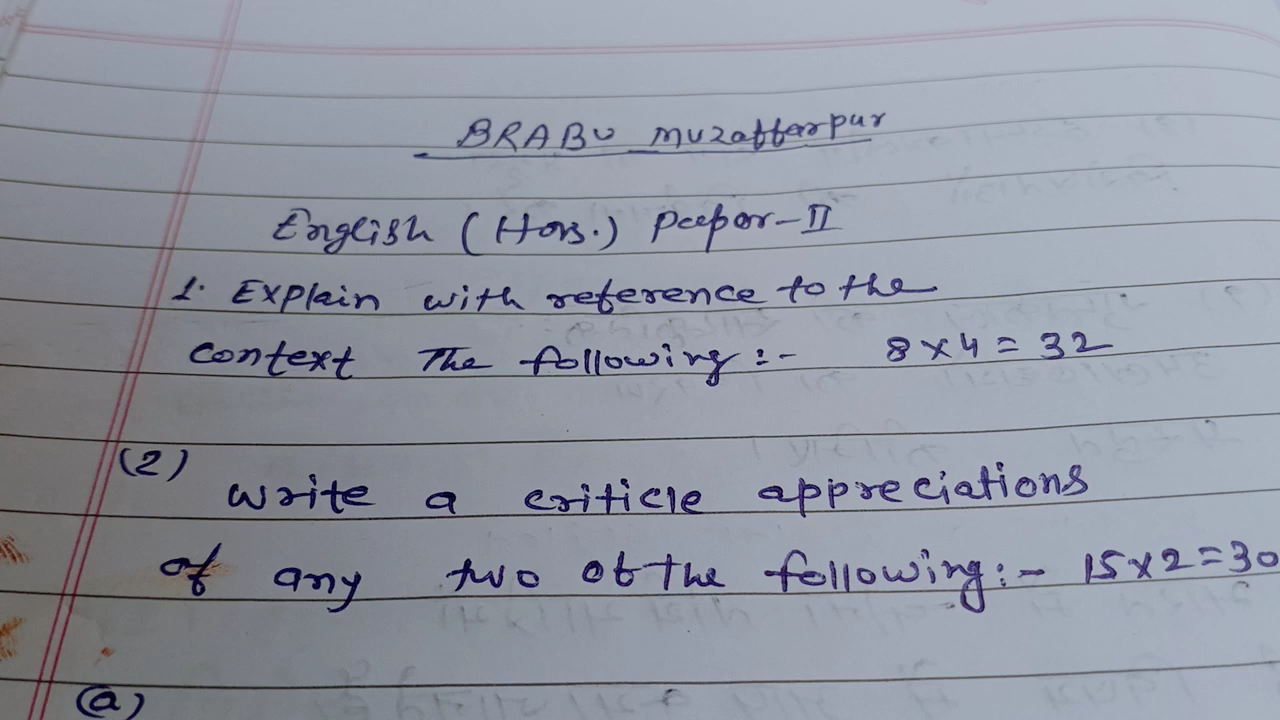 BRABU Muzaffarpur
English (Hons.) Peeper-II
1. Explain with reference to the
context The following :- 8 x 4 = 32
(2)
Write a criticle appreciations
of any two of the following :- 15 x 2 = 30
(a)